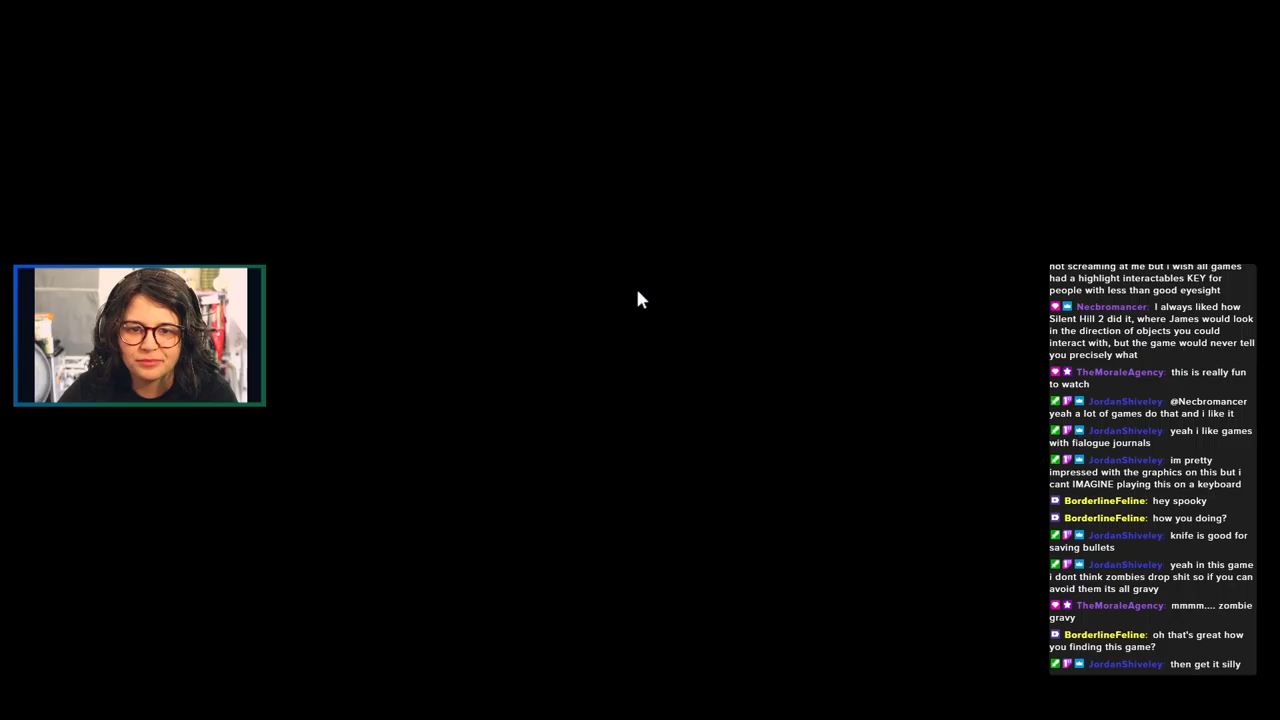 not screaming at me but i wish all games
had a highlight interactables KEY for
people with less than good eyesight
Necbromancer: I always liked how
Silent Hill 2 did it, where James would look
in the direction of objects you could
interact with, but the game would never tell
you precisely what
TheMoraleAgency: this is really fun
to watch
JordanShiveley: @Necbromancer
yeah a lot of games do that and i like it
JordanShiveley: yeah i like games
with fialogue journals
JordanShiveley: im pretty
impressed with the graphics on this but i
cant IMAGINE playing this on a keyboard
BorderlineFeline: hey spooky
BorderlineFeline: how you doing?
JordanShiveley: knife is good for
saving bullets
JordanShiveley: yeah in this game
i dont think zombies drop shit so if you can
avoid them its all gravy
TheMoraleAgency: mmmm.... zombie
gravy
BorderlineFeline: oh that's great how
you finding this game?
JordanShiveley: then get it silly